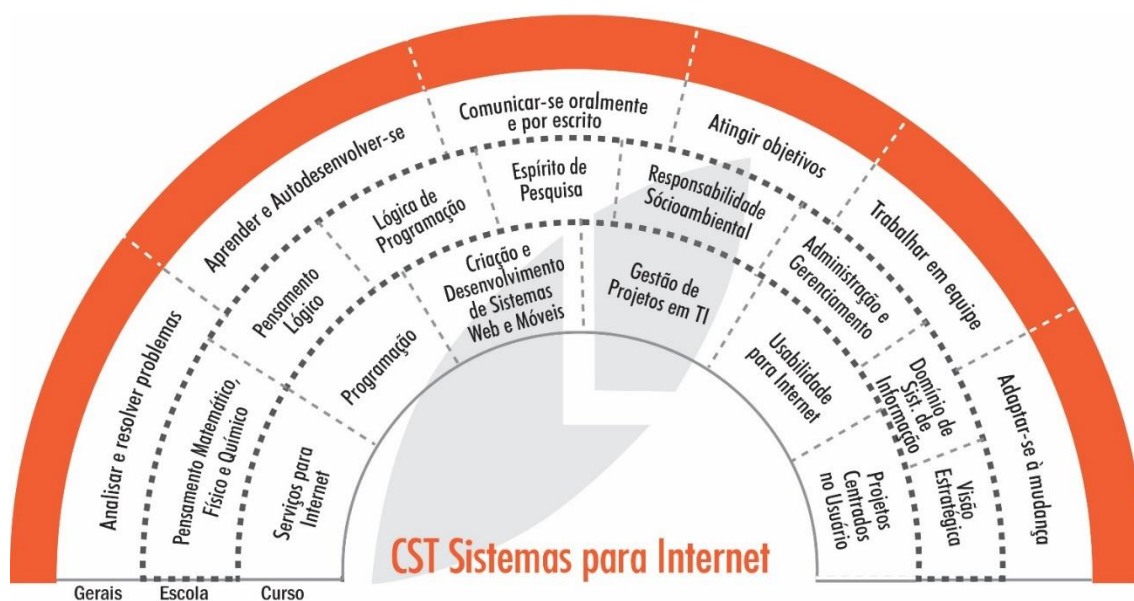 Analisar e resolver problemas
Aprender e Autodesenvolver-se
Comunicar-se oralmente
e por escrito
Atingir objetivos
Trabalhar em equipe
Adaptar-se à mudança
Pensamento Matemático,
Físico e Químico
Pensamento
Lógico
Lógica de
Programação
Espírito de
Pesquisa
Responsabilidade
Sócioambiental
Administração e
Gerenciamento
Domínio de
Sist. de
Informação
Visão
Estratégica
Serviços para
Internet
Programação
Criação e
Desenvolvimento
de Sistemas
Web e Móveis
Gestão de
Projetos em TI
Usabilidade
para Internet
Projetos
Centrados
no Usuário
CST Sistemas para Internet
Gerais Escola Curso